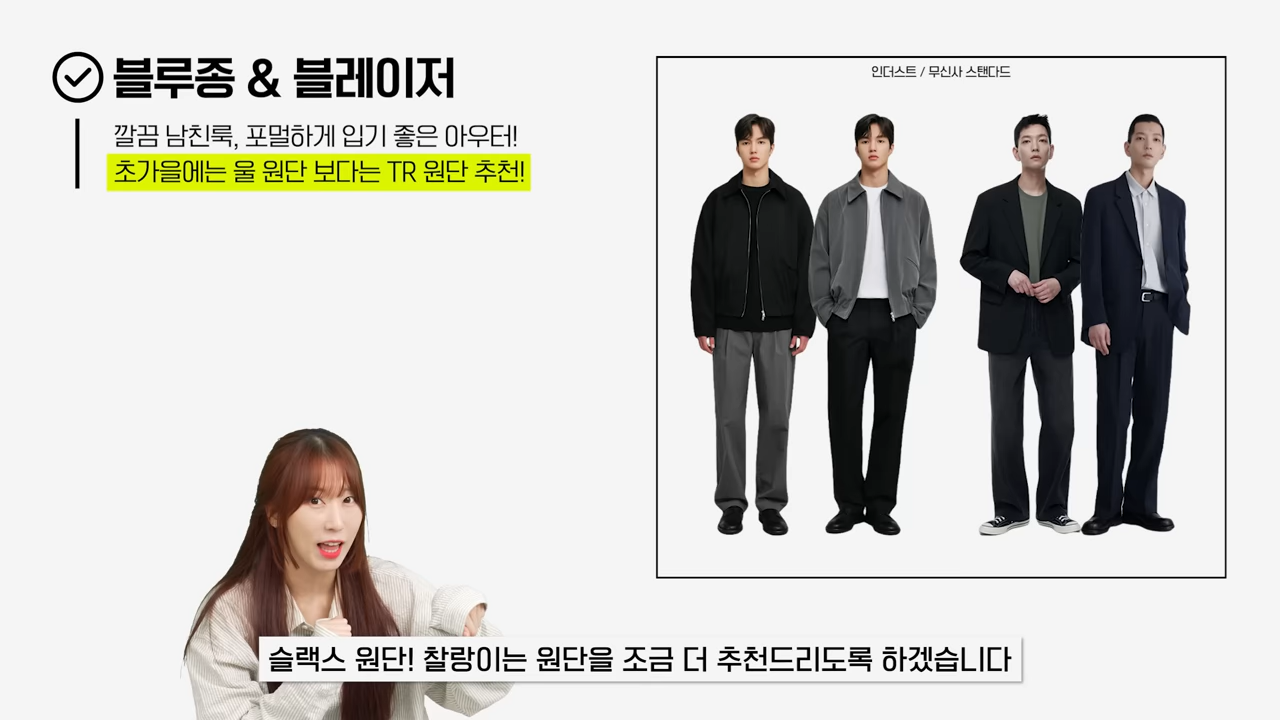 블루종 & 블레이저
깔끔 남친룩, 포멀하게 입기 좋은 아우터!
초가을에는 울 원단 보다는 TR 원단 추천!
인더스트 / 무신사 스탠다드
슬랙스 원단! 찰랑이는 원단을 조금 더 추천드리도록 하겠습니다